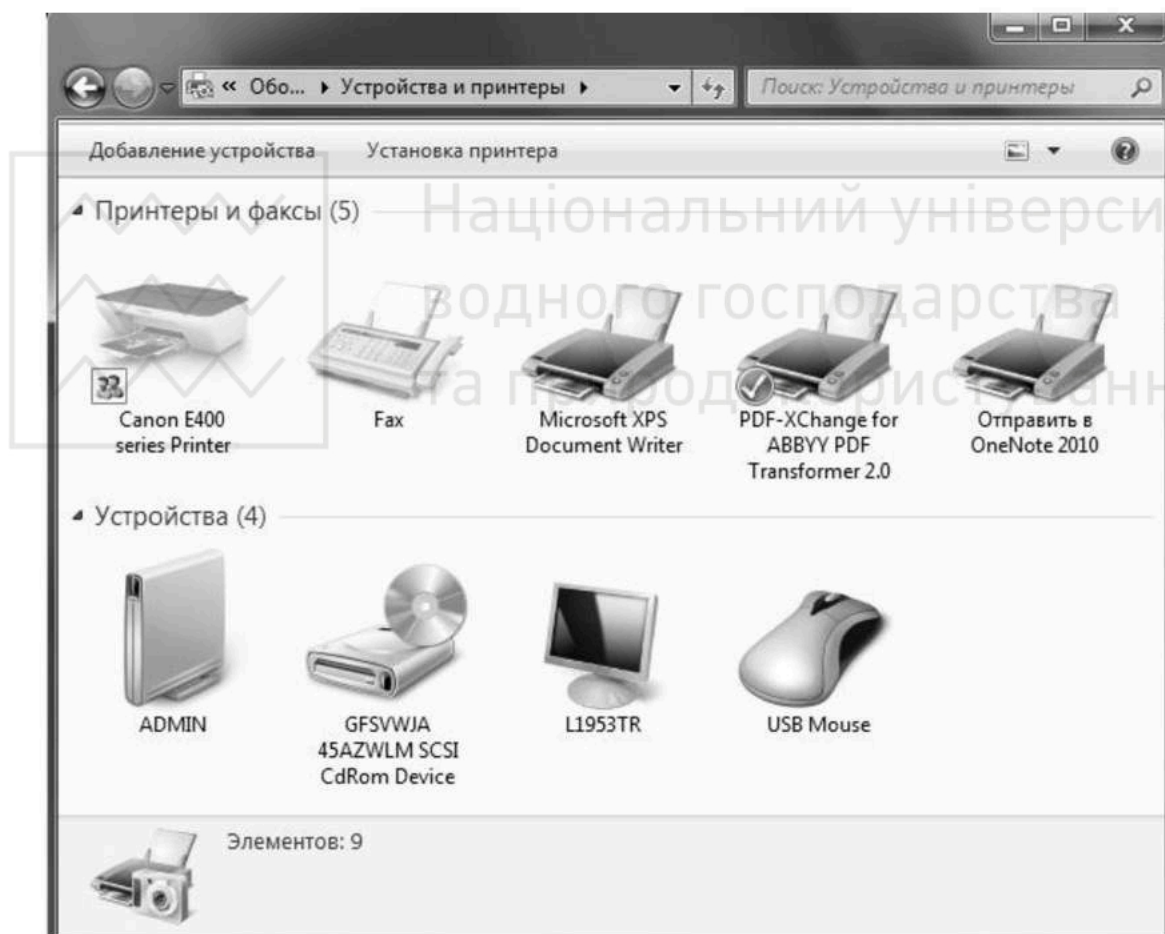 « Обо... Устройства и принтеры Поиск: Устройства и принтеры
Добавление устройства Установка принтера
Принтеры и факсы (5)
Національний універси
водного господарства
Canon E400
series Printer
Fax
Microsoft XPS
Document Writer
PDF-XChange for
ABBYY PDF
Transformer 2.0
Отправить в
OneNote 2010
Устройства (4)
ADMIN
GFSVWJA
45AZWLM SCSI
CdRom Device
L1953TR
USB Mouse
Элементов: 9